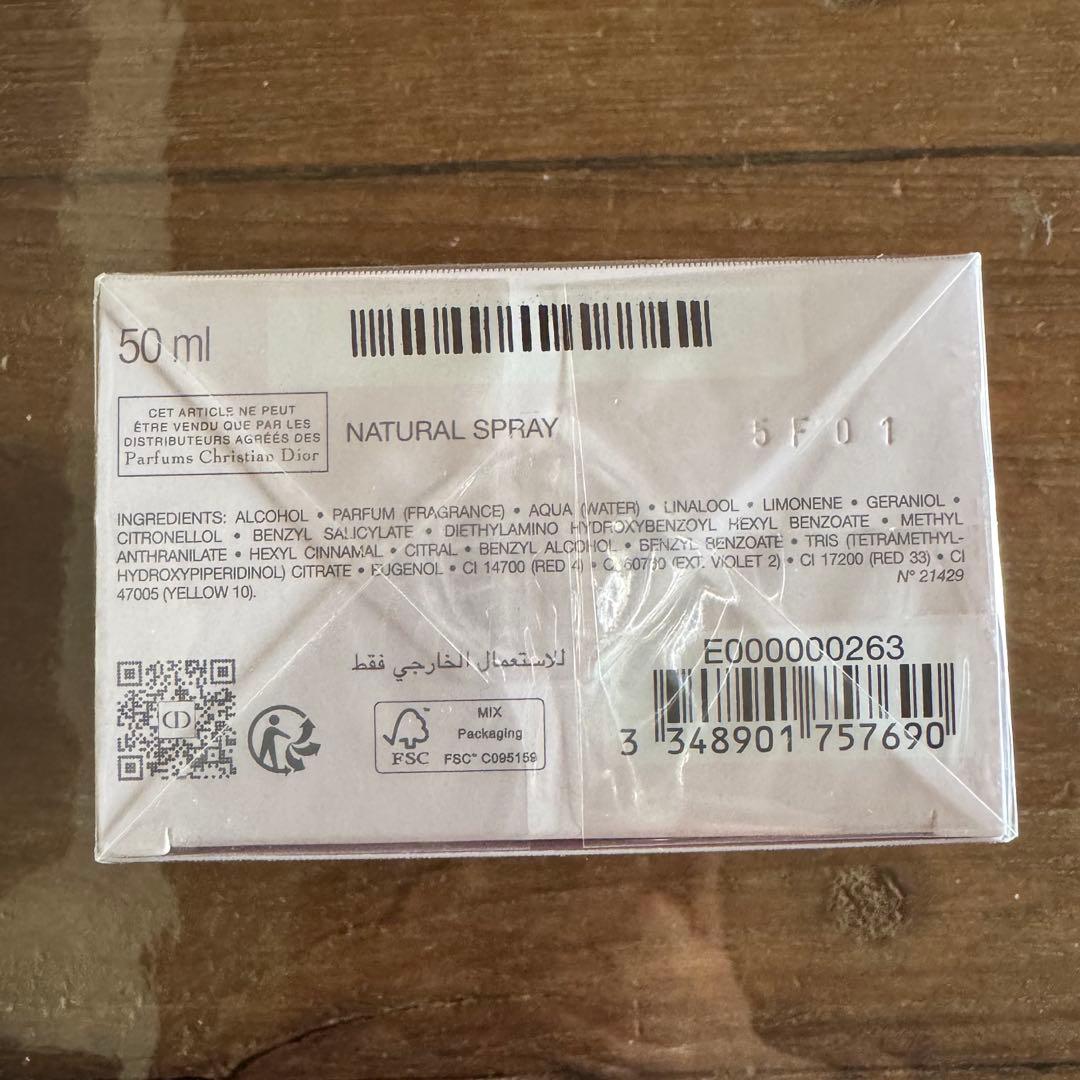 50 ml
CET ARTICLE NE PEUT
ÊTRE VENDU QUE PAR LES
DISTRIBUTEURS AGRÉÉS DES
Parfums Christian Dior
NATURAL SPRAY
5F01
INGREDIENTS: ALCOHOL • PARFUM (FRAGRANCE) • AQUA (WATER) • LINALOOL • LIMONENE • GERANIOL •
CITRONELLOL • BENZYL SALICYLATE • DIETHYLAMINO HYDROXYBENZOYL HEXYL BENZOATE • METHYL
ANTHRANILATE • HEXYL CINNAMAL • CITRAL • BENZYL ALCOHOL • BENZYL BENZOATE • TRIS (TETRAMETHYL-
HYDROXYPIPERIDINOL) CITRATE • EUGENOL • CI 14700 (RED 4) • CI 60730 (EXT. VIOLET 2) • CI 17200 (RED 33) • CI
47005 (YELLOW 10).
N° 21429
للاستعمال الخارجي فقط
CD
FSC
MIX
Packaging
FSC™ C095159
E000000263
3 348901 757690